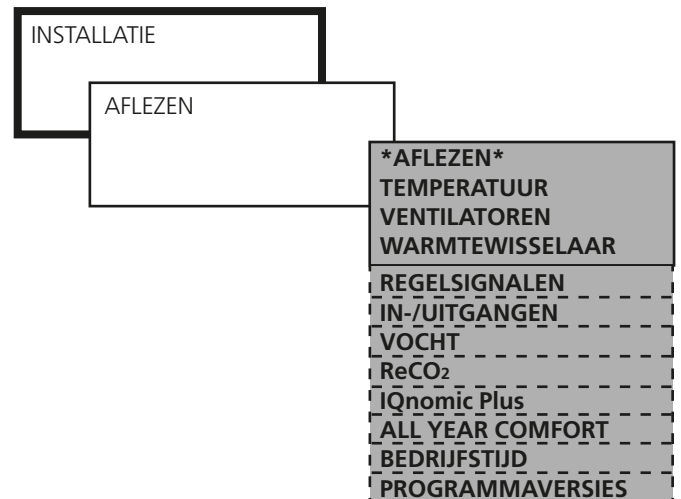 INSTALLATIE
AFLEZEN
*AFLEZEN*
TEMPERATUUR
VENTILATOREN
WARMTEWISSELAAR
REGELSIGNALEN
IN-/UITGANGEN
VOCHT
ReCO₂
IQnomic Plus
ALL YEAR COMFORT
BEDRIJFSTIJD
PROGRAMMAVERSIES